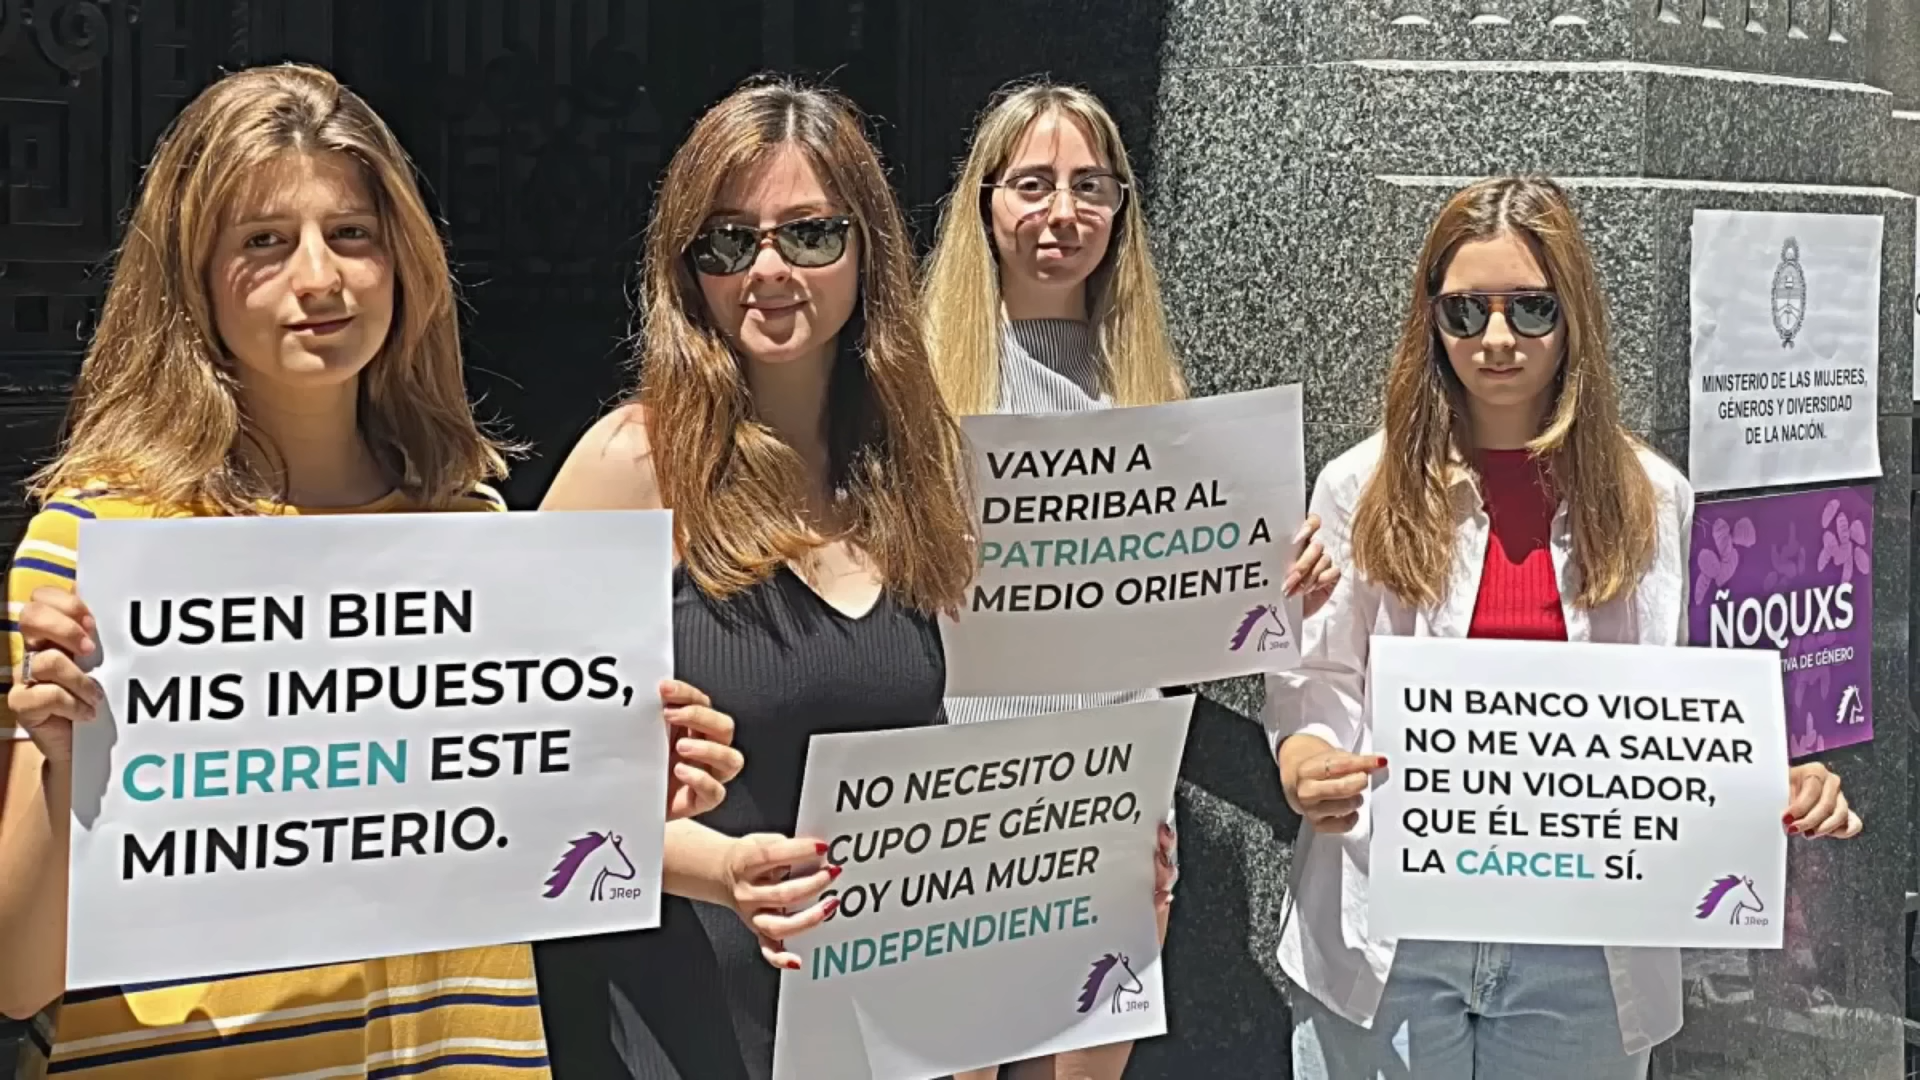 USEN BIEN
MIS IMPUESTOS,
CIERREN ESTE
MINISTERIO.
JRep
NO NECESITO UN
CUPO DE GÉNERO,
SOY UNA MUJER
INDEPENDIENTE.
JRep
VAYAN A
DERRIBAR AL
PATRIARCADO A
MEDIO ORIENTE.
JRep
UN BANCO VIOLETA
NO ME VA A SALVAR
DE UN VIOLADOR,
QUE ÉL ESTÉ EN
LA CÁRCEL SÍ.
JRep
MINISTERIO DE LAS MUJERES,
GÉNEROS Y DIVERSIDAD
DE LA NACIÓN.
ÑOQUXS
DE GÉNERO